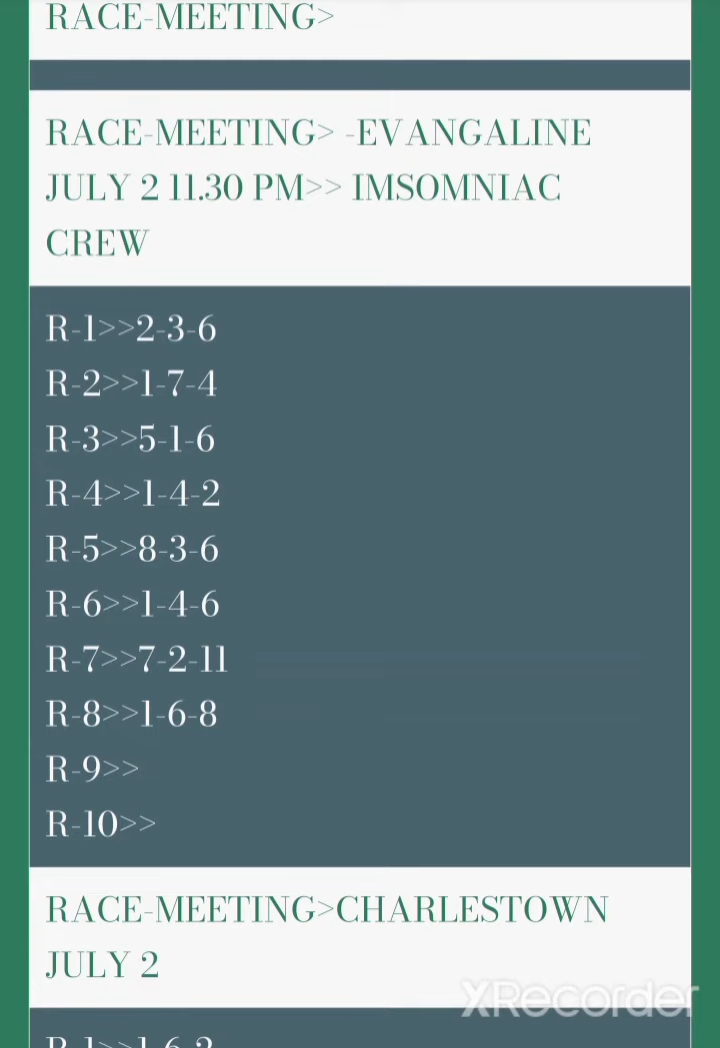 RACE-MEETING>
RACE-MEETING> -EVANGALINE
JULY 2 11.30 PM>> IMSOMNIAC
CREW
R-1>>2-3-6
R-2>>1-7-4
R-3>>5-1-6
R-4>>1-4-2
R-5>>8-3-6
R-6>>1-4-6
R-7>>7-2-11
R-8>>1-6-8
R-9>>
R-10>>
RACE-MEETING>CHARLESTOWN
JULY 2
XRecorder